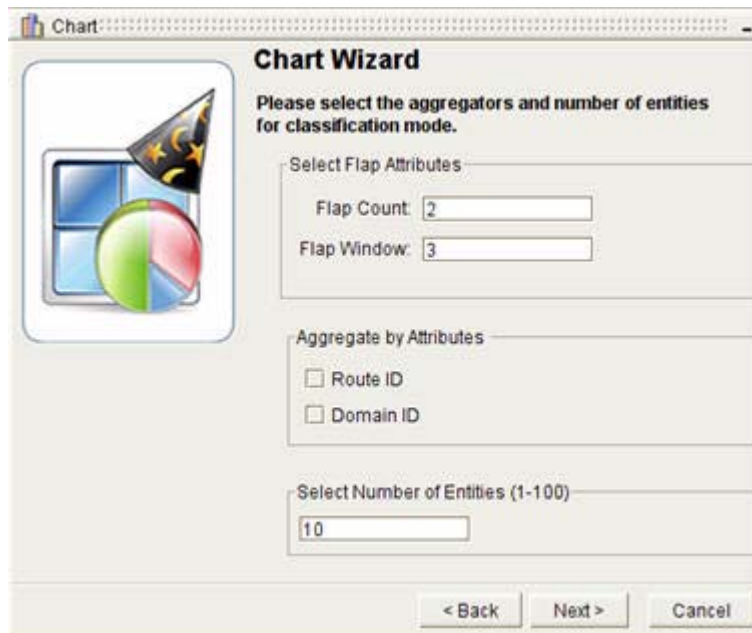 Chart
Chart Wizard
Please select the aggregators and number of entities
for classification mode.
Select Flap Attributes
Flap Count: 2
Flap Window: 3
Aggregate by Attributes
Route ID
Domain ID
Select Number of Entities (1-100)
10
< Back Next > Cancel